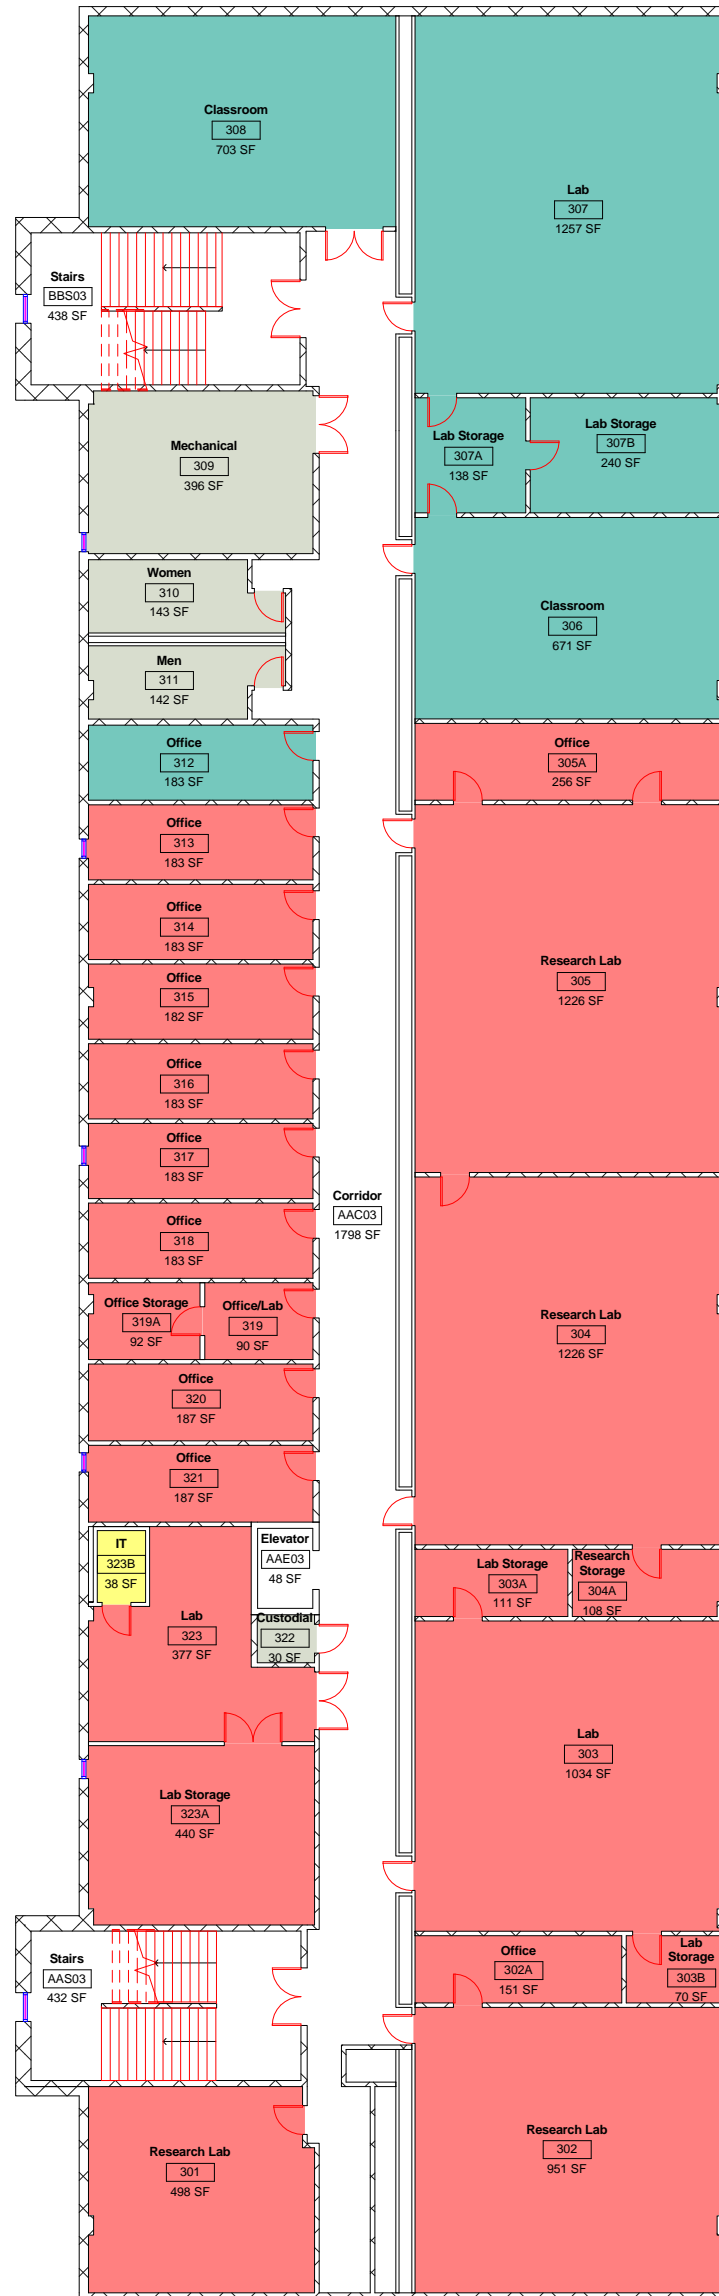 Classroom
308
703 SF
Lab
307
1257 SF
Stairs
BBS03
438 SF
Mechanical
309
396 SF
Lab Storage
307A
138 SF
Lab Storage
307B
240 SF
Women
310
143 SF
Classroom
306
671 SF
Men
311
142 SF
Office
312
183 SF
Office
305A
256 SF
Office
313
183 SF
Office
314
183 SF
Research Lab
305
1226 SF
Office
315
182 SF
Office
316
183 SF
Office
317
183 SF
Corridor
AAC03
1798 SF
Office
318
183 SF
Office Storage
319A
92 SF
Office/Lab
319
90 SF
Research Lab
304
1226 SF
Office
320
187 SF
Office
321
187 SF
IT
323B
38 SF
Elevator
AAE03
48 SF
Lab Storage
303A
111 SF
Research
Storage
304A
108 SF
Lab
323
377 SF
Custodial
322
30 SF
Lab
303
1034 SF
Lab Storage
323A
440 SF
Stairs
AAS03
432 SF
Office
302A
151 SF
Lab
Storage
303B
70 SF
Research Lab
301
498 SF
Research Lab
302
951 SF